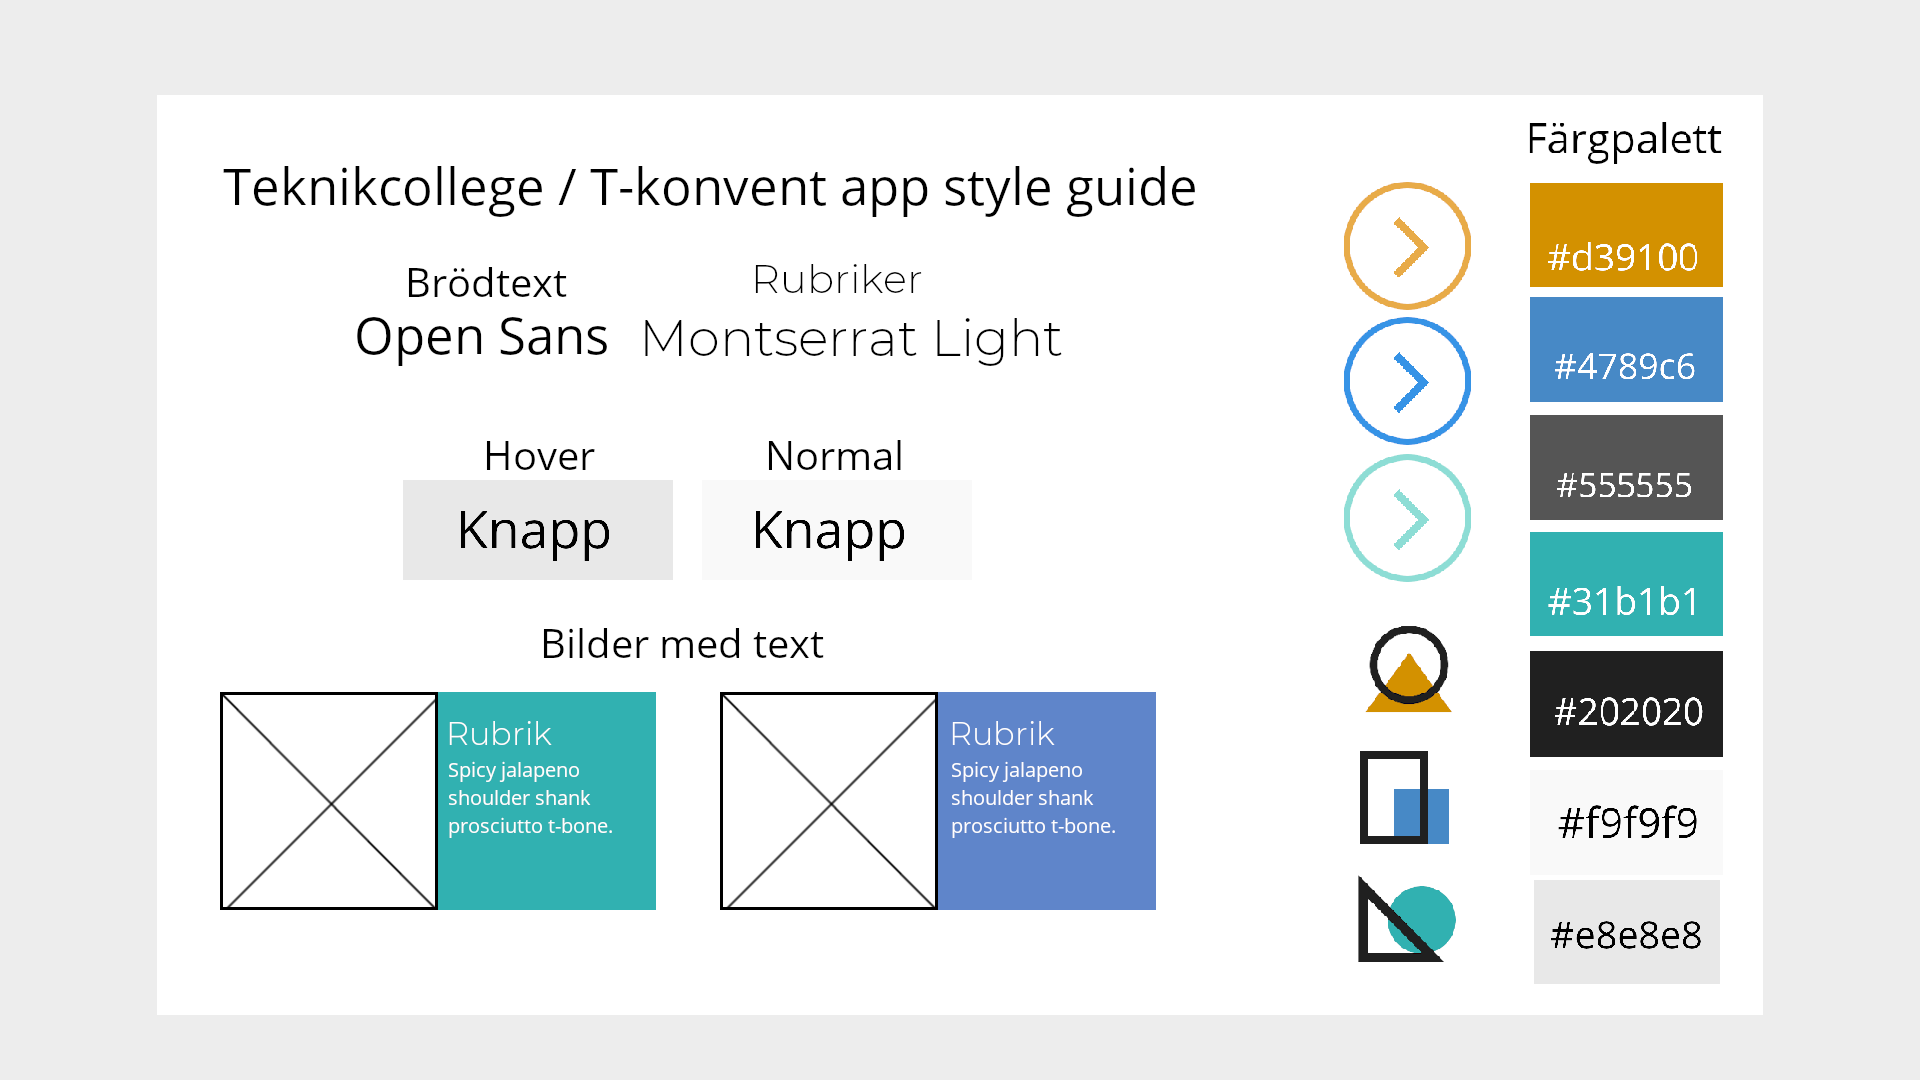 Teknikcollege / T-konvent app style guide
Brödtext
Open Sans
Rubriker
Montserrat Light
Hover
Knapp
Normal
Knapp
Bilder med text
Rubrik
Spicy jalapeno
shoulder shank
prosciutto t-bone.
Rubrik
Spicy jalapeno
shoulder shank
prosciutto t-bone.
Färgpalett
#d39100
#4789c6
#555555
#31b1b1
#202020
#f9f9f9
#e8e8e8